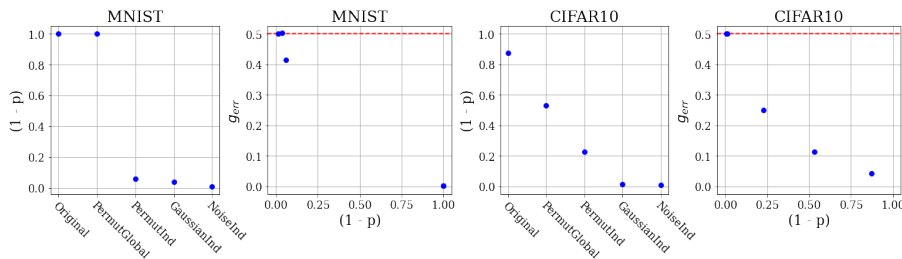 MNIST
(1 - p)
1.0
0.8
0.6
0.4
0.2
0.0
Original
PermutGlobal
PermutInd
GaussianInd
NoiseInd
MNIST
g_err
0.5
0.4
0.3
0.2
0.1
0.0
0.00 0.25 0.50 0.75 1.00
(1 - p)
CIFAR10
(1 - p)
1.0
0.8
0.6
0.4
0.2
0.0
Original
PermutGlobal
PermutInd
GaussianInd
NoiseInd
CIFAR10
g_err
0.5
0.4
0.3
0.2
0.1
0.0
0.00 0.25 0.50 0.75 1.00
(1 - p)